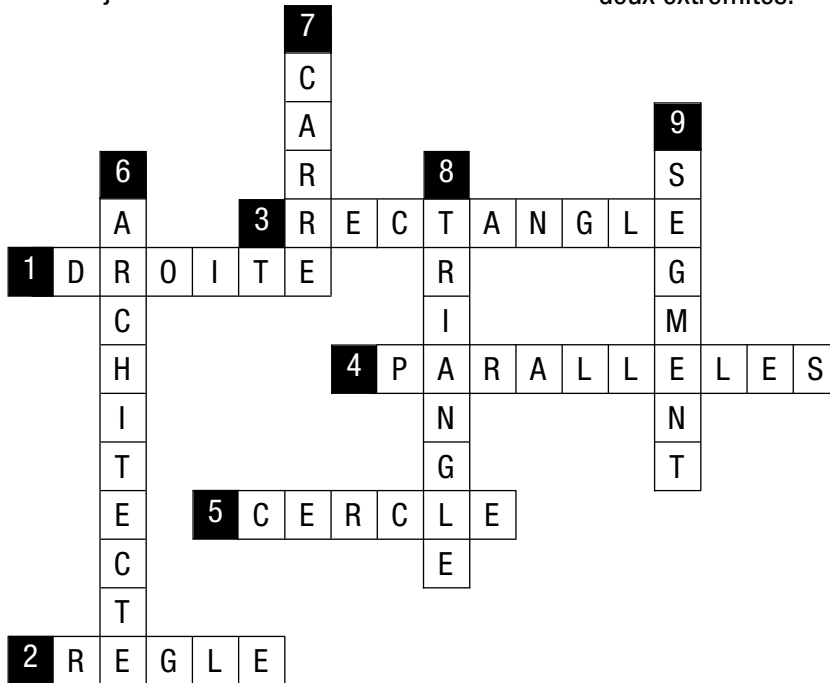 deux extrémités.
7
C
A 9
6 R 8 S
A 3 R E C T A N G L E
1 D R O I T E R G
C I M
H 4 P A R A L L E L E S
I N N
T G T
E 5 C E R C L E
C E
T
2 R E G L E